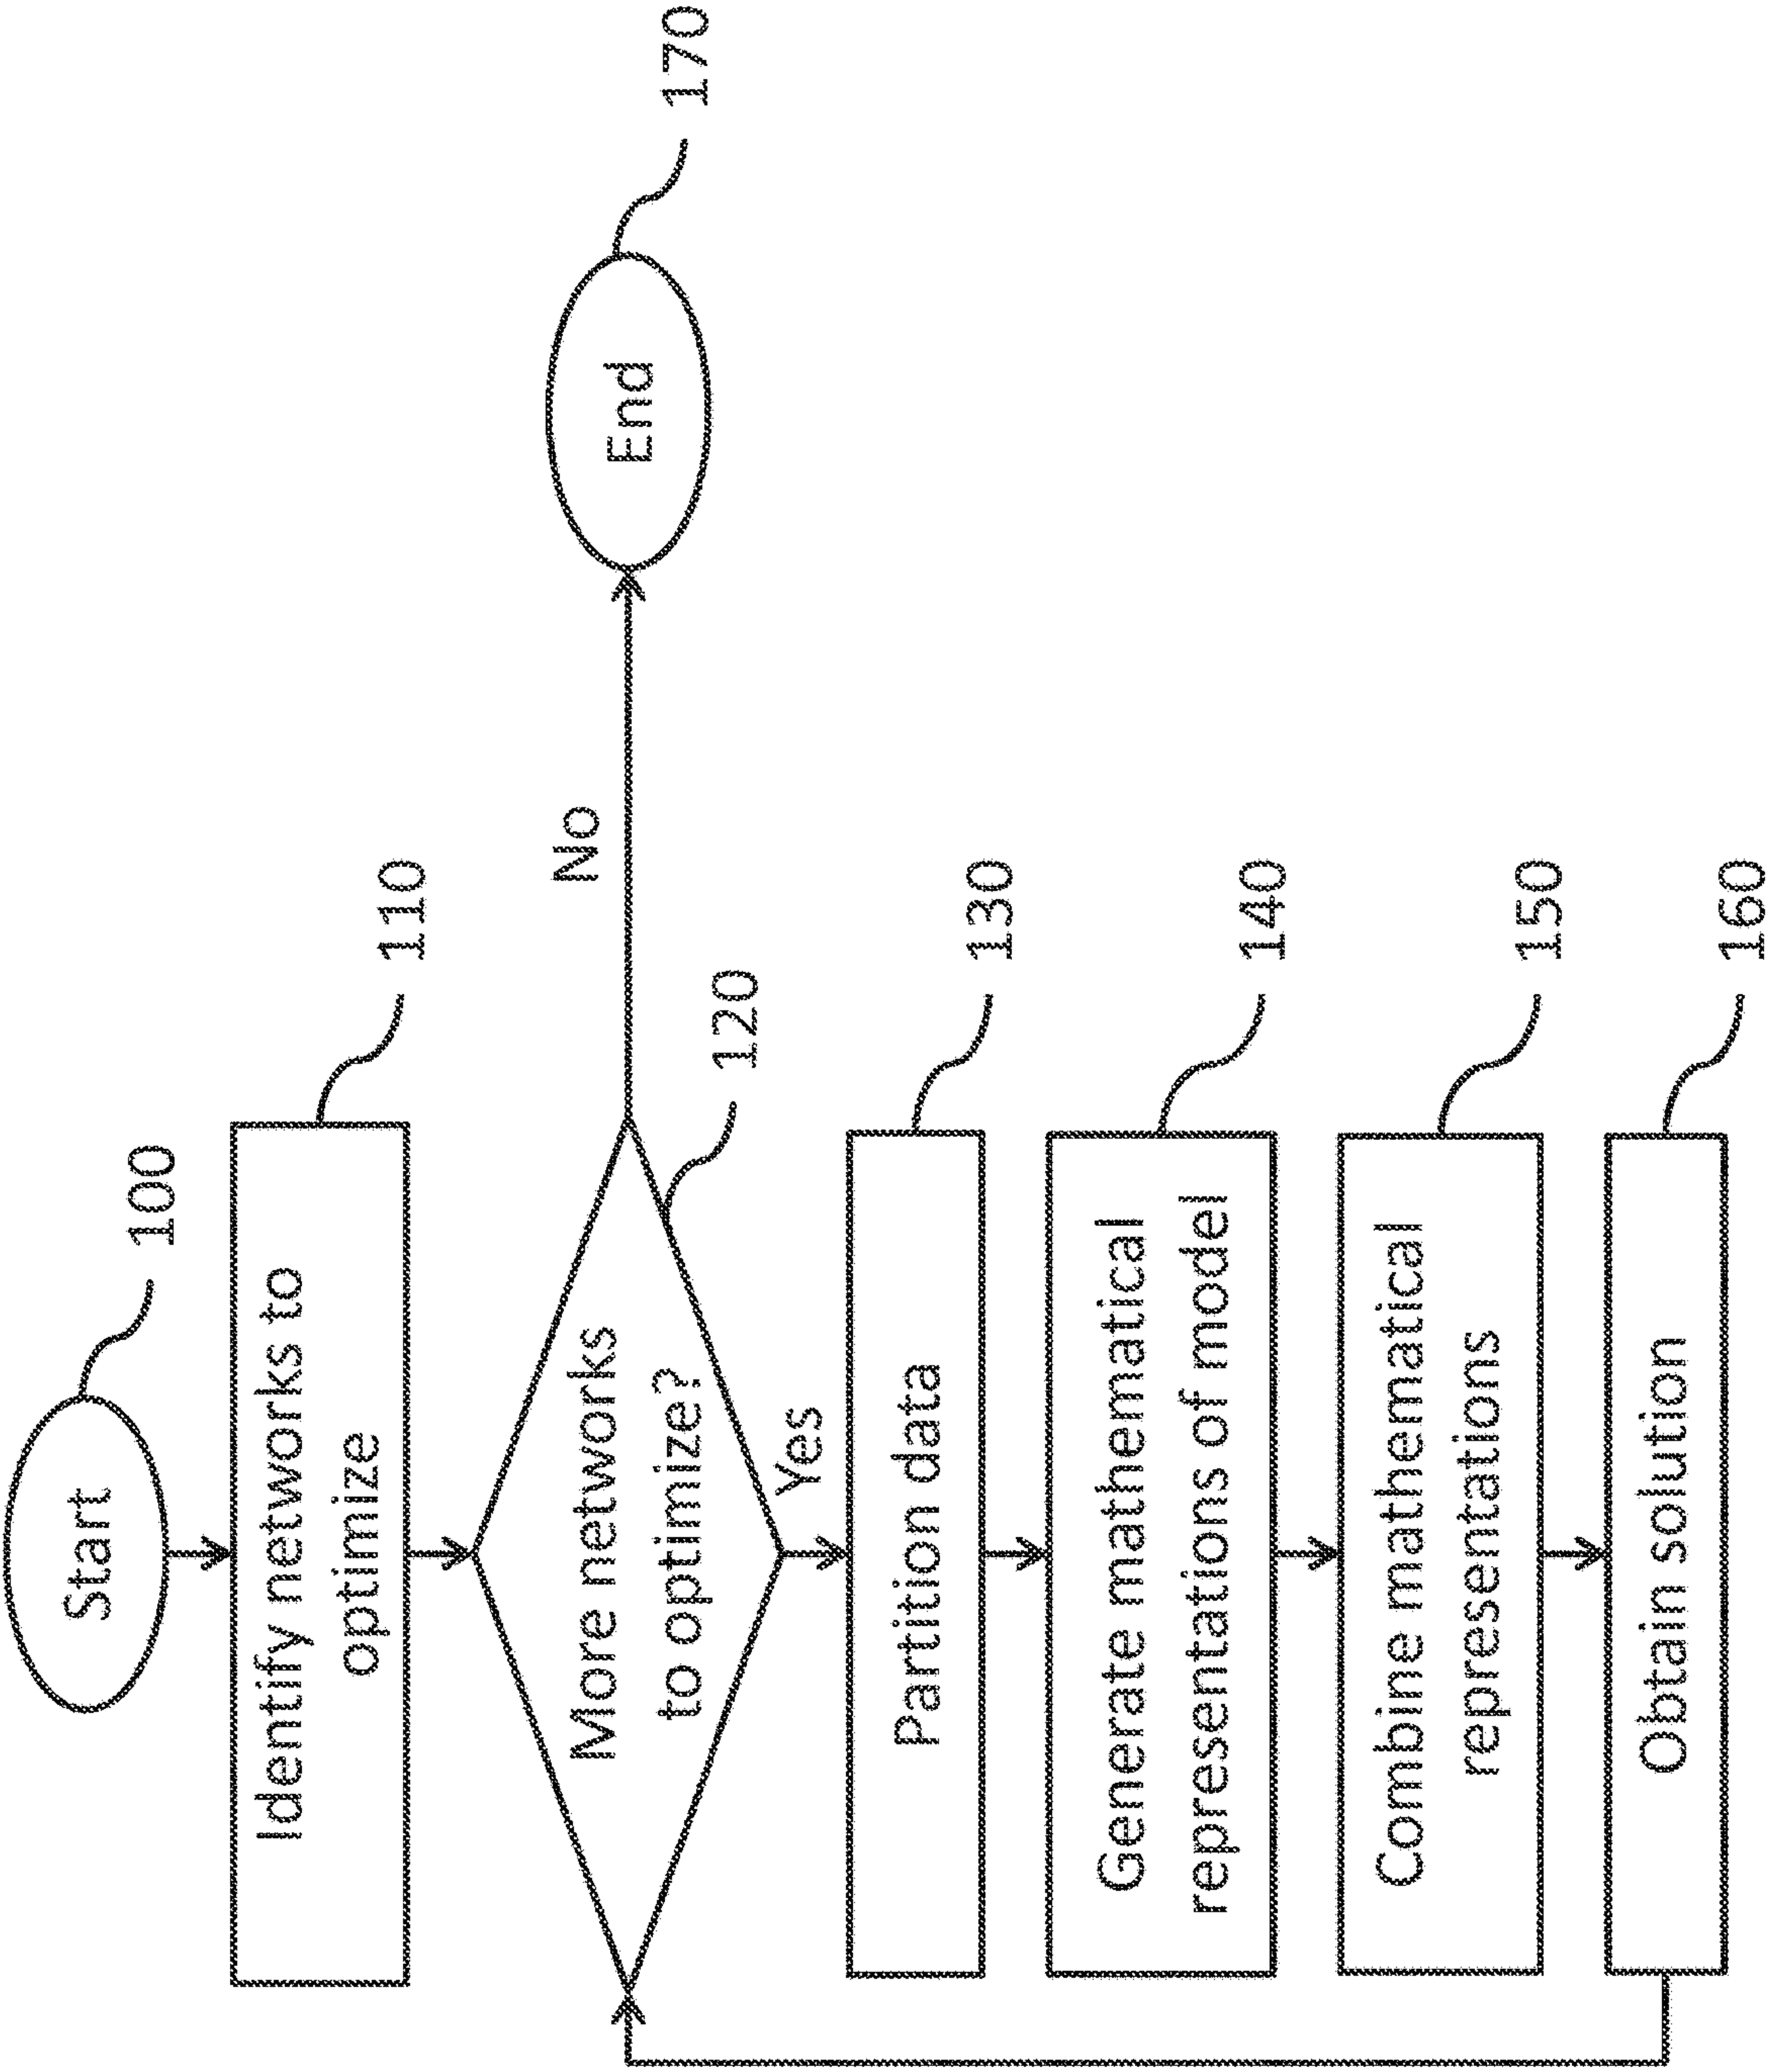 Start
100
Identify networks to
optimize
110
More networks
to optimize?
120
No
End
170
Yes
Partition data
130
Generate mathematical
representations of model
140
Combine mathematical
representations
150
Obtain solution
160